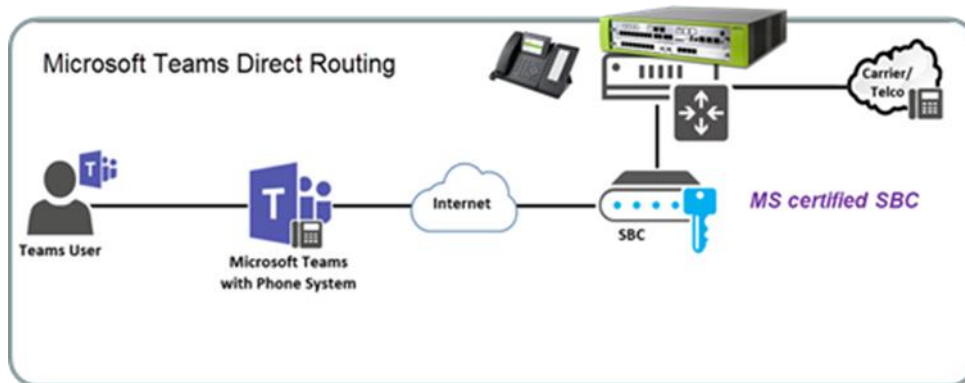 Microsoft Teams Direct Routing
Carrier/
Telco
T
T
Internet
MS certified SBC
SBC
Teams User
Microsoft Teams
with Phone System